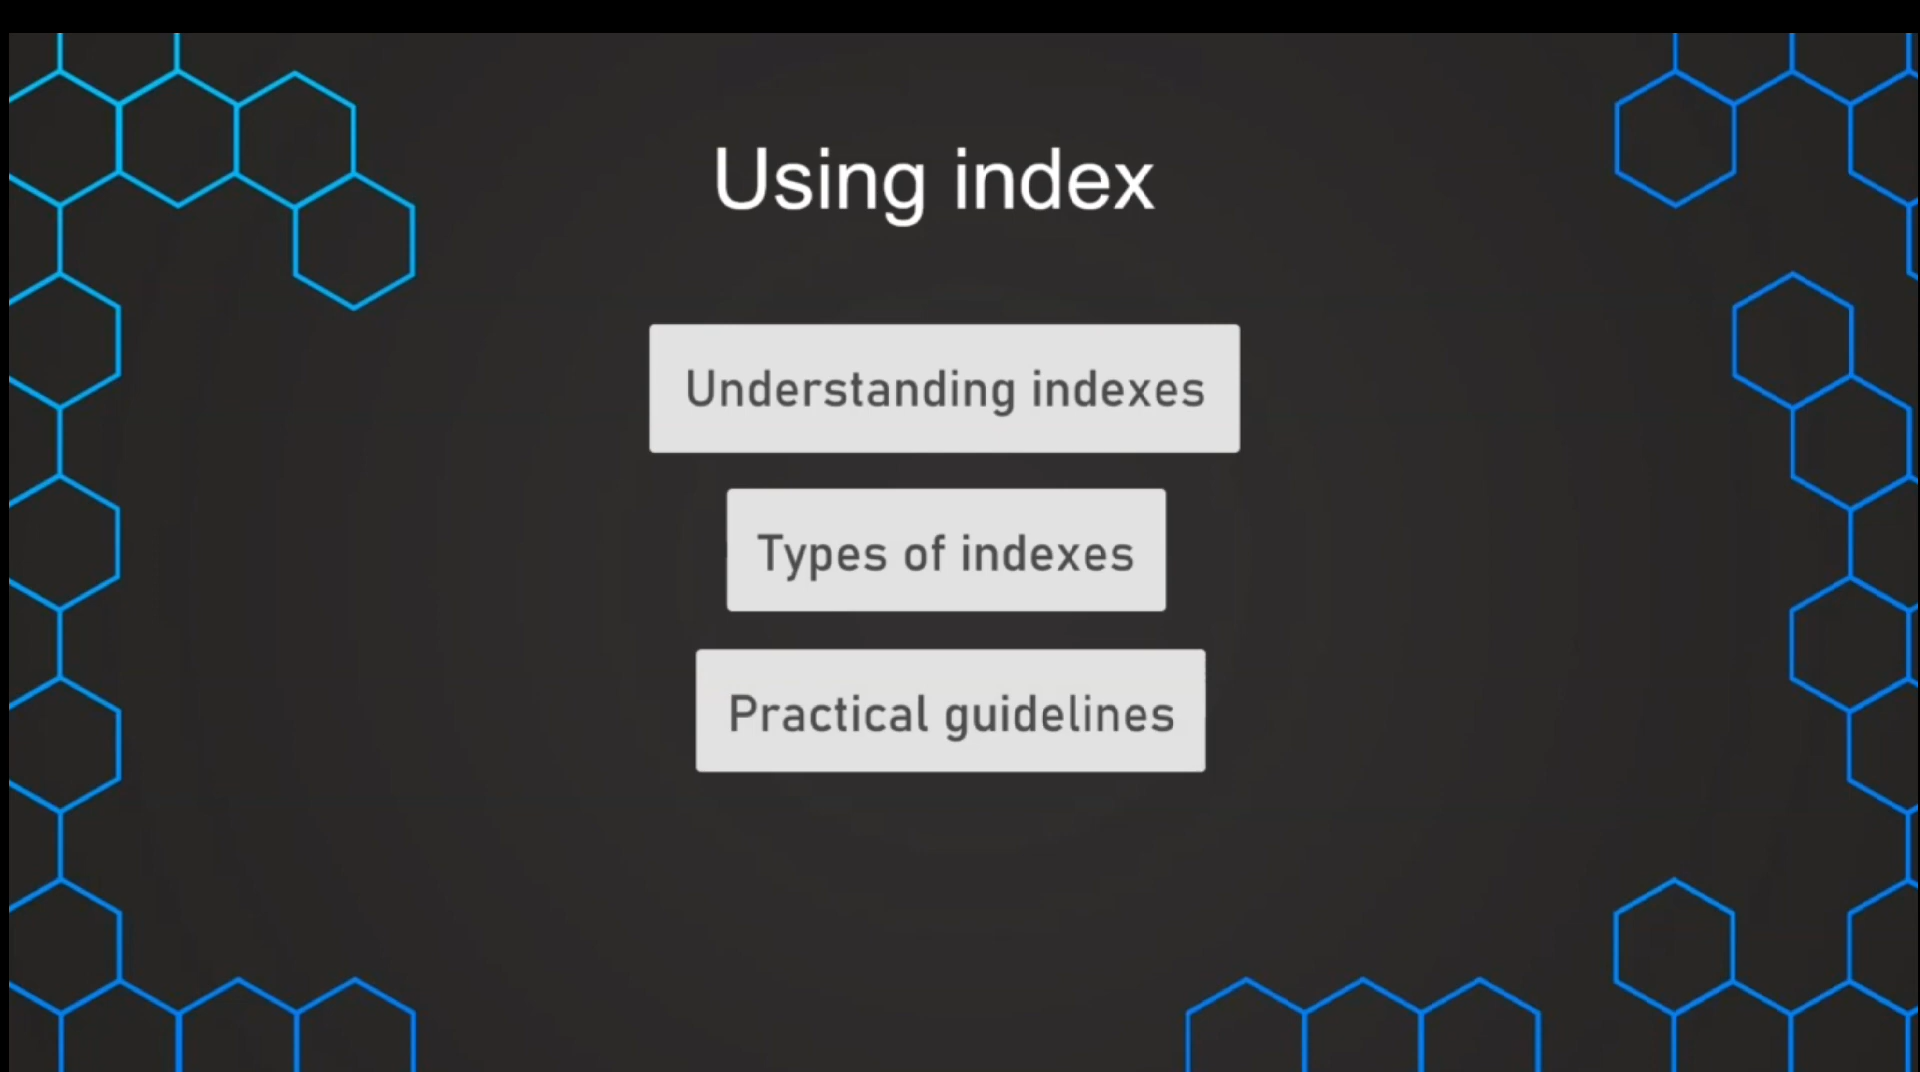 Using index
Understanding indexes
Types of indexes
Practical guidelines